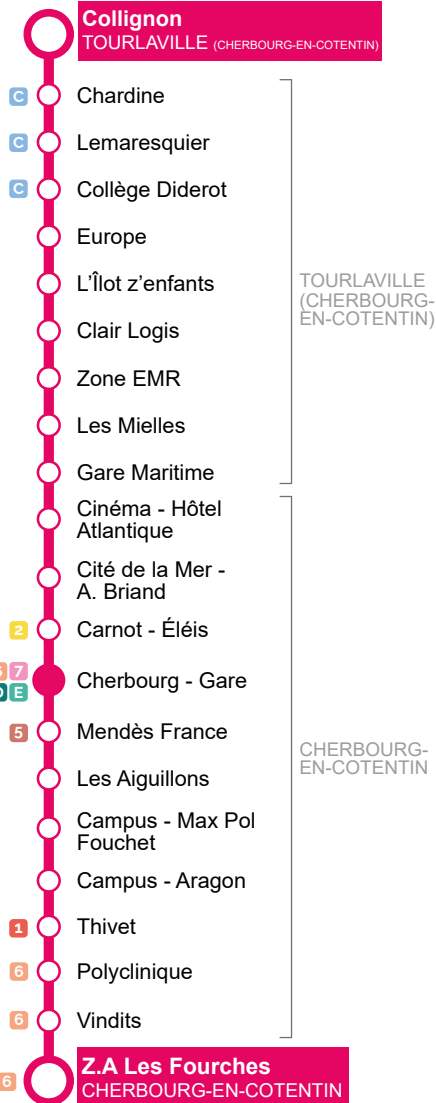 Collignon
TOURLAVILLE (CHERBOURG-EN-COTENTIN)
C Chardine
C Lemaresquier
C Collège Diderot
Europe
L'Îlot z'enfants
Clair Logis
Zone EMR
Les Mielles
Gare Maritime
TOURLAVILLE
(CHERBOURG-
EN-COTENTIN)
Cinéma - Hôtel
Atlantique
Cité de la Mer -
A. Briand
2 Carnot - Éléis
7
E
Cherbourg - Gare
5 Mendès France
Les Aiguillons
Campus - Max Pol
Fouchet
Campus - Aragon
1 Thivet
6 Polyclinique
6 Vindits
CHERBOURG-
EN-COTENTIN
6 Z.A Les Fourches
CHERBOURG-EN-COTENTIN